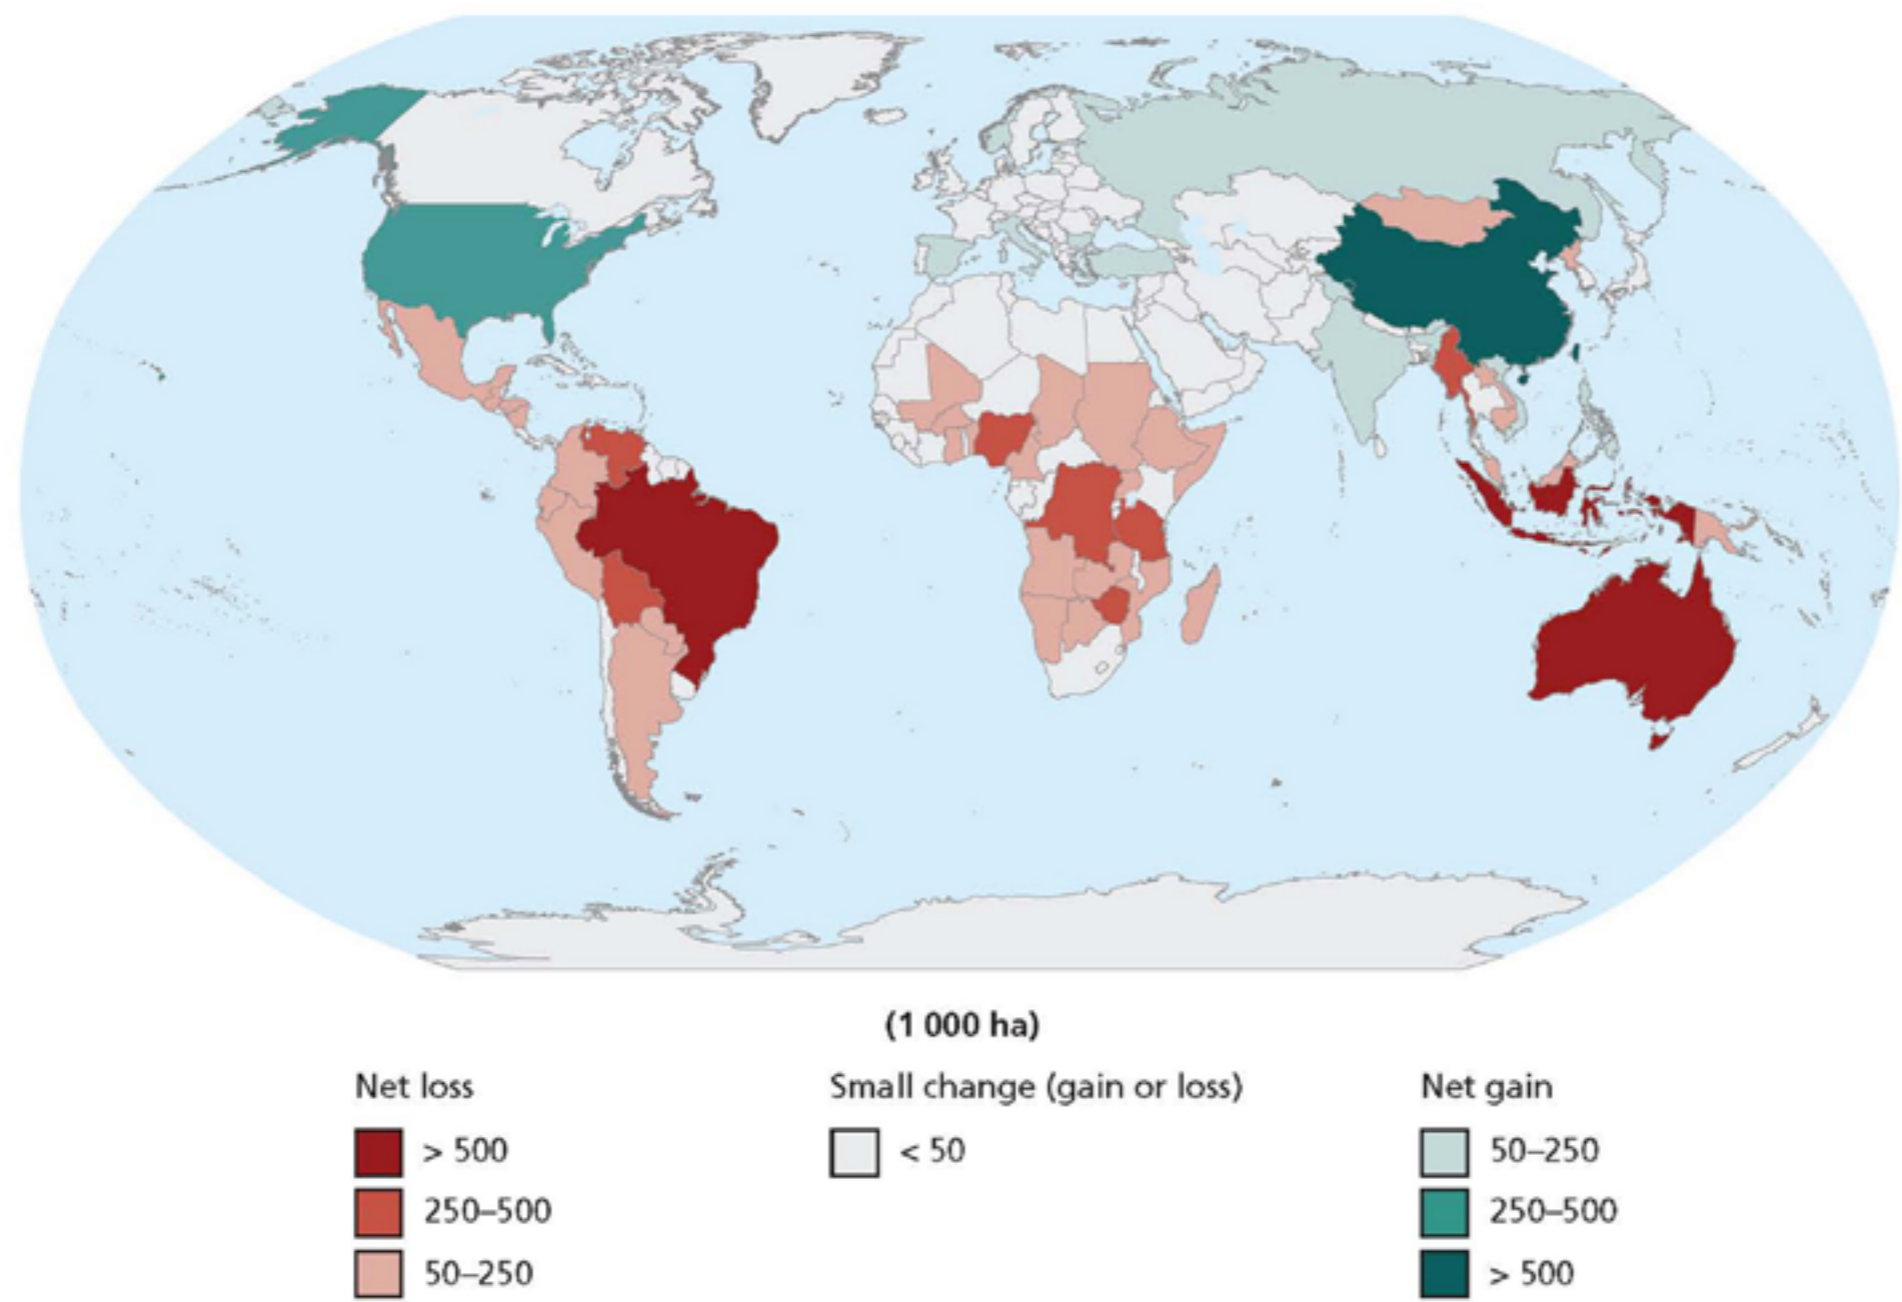 (1 000 ha)
Net loss
> 500
250–500
50–250
Small change (gain or loss)
< 50
Net gain
50–250
250–500
> 500